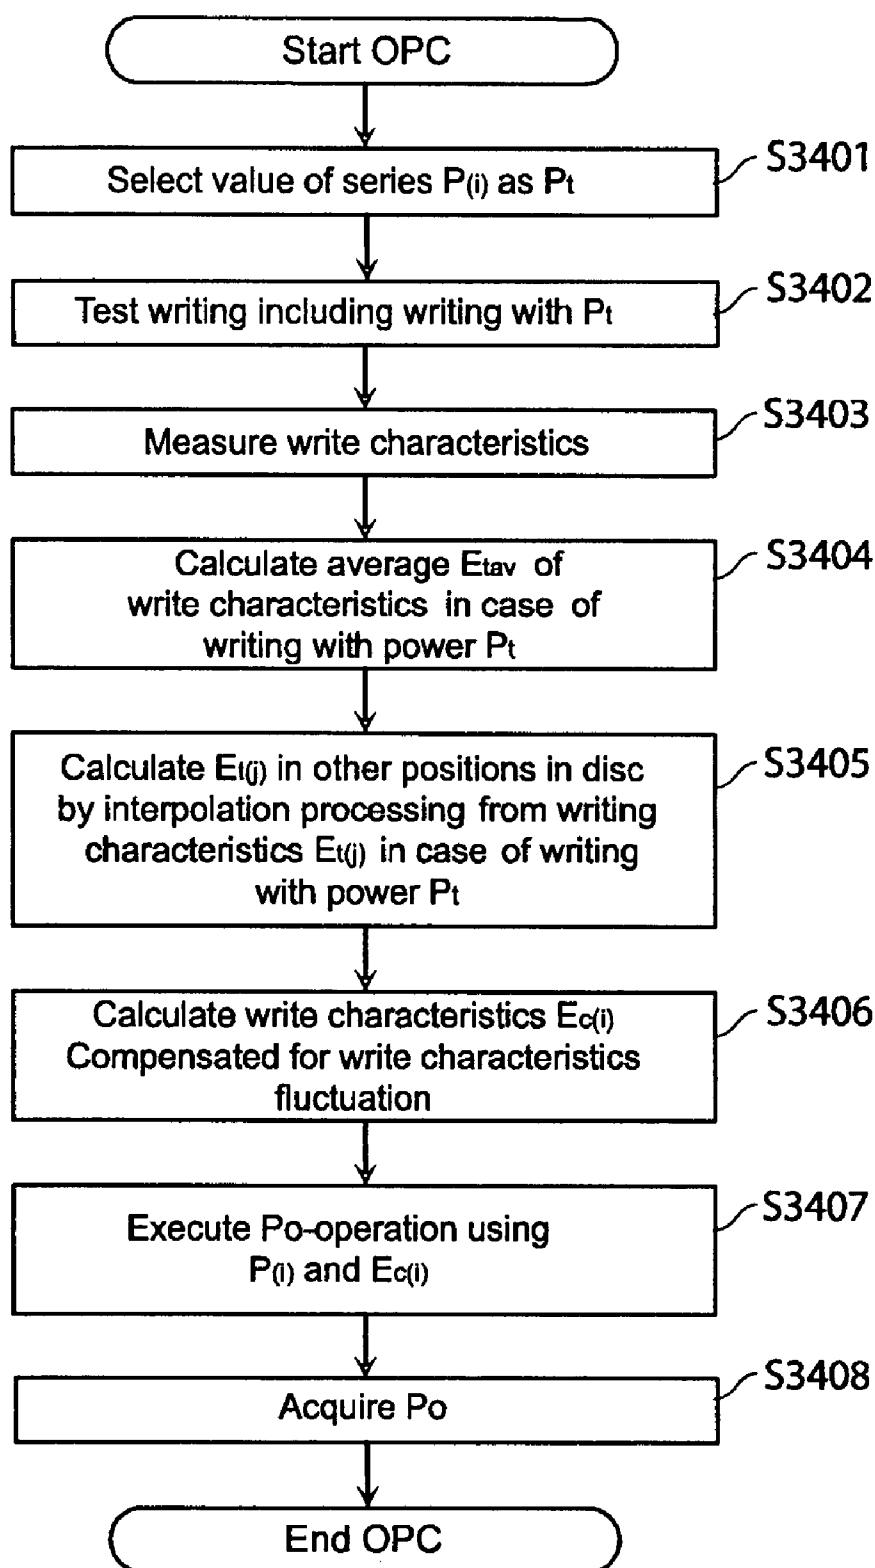 Start OPC
S3401
Select value of series P(i) as Pt
S3402
Test writing including writing with Pt
S3403
Measure write characteristics
S3404
Calculate average Etav of
write characteristics in case of
writing with power Pt
S3405
Calculate Et(j) in other positions in disc
by interpolation processing from writing
characteristics Et(j) in case of writing
with power Pt
S3406
Calculate write characteristics Ec(i)
Compensated for write characteristics
fluctuation
S3407
Execute Po-operation using
P(i) and Ec(i)
S3408
Acquire Po
End OPC